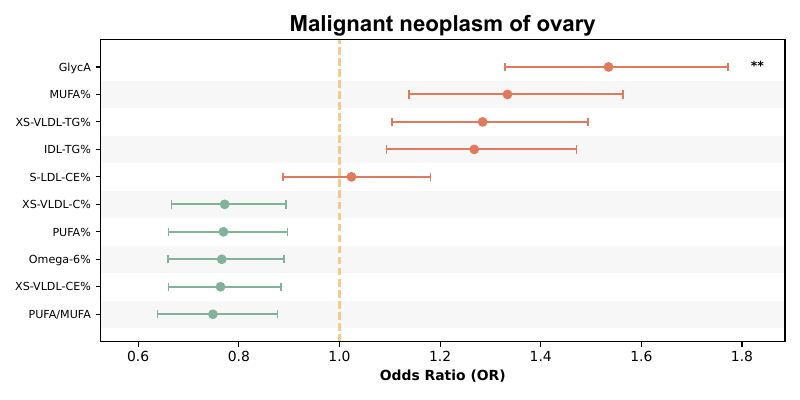 Malignant neoplasm of ovary
GlycA
**
MUFA%
XS-VLDL-TG%
IDL-TG%
S-LDL-CE%
XS-VLDL-C%
PUFA%
Omega-6%
XS-VLDL-CE%
PUFA/MUFA
0.6 0.8 1.0 1.2 1.4 1.6 1.8
Odds Ratio (OR)